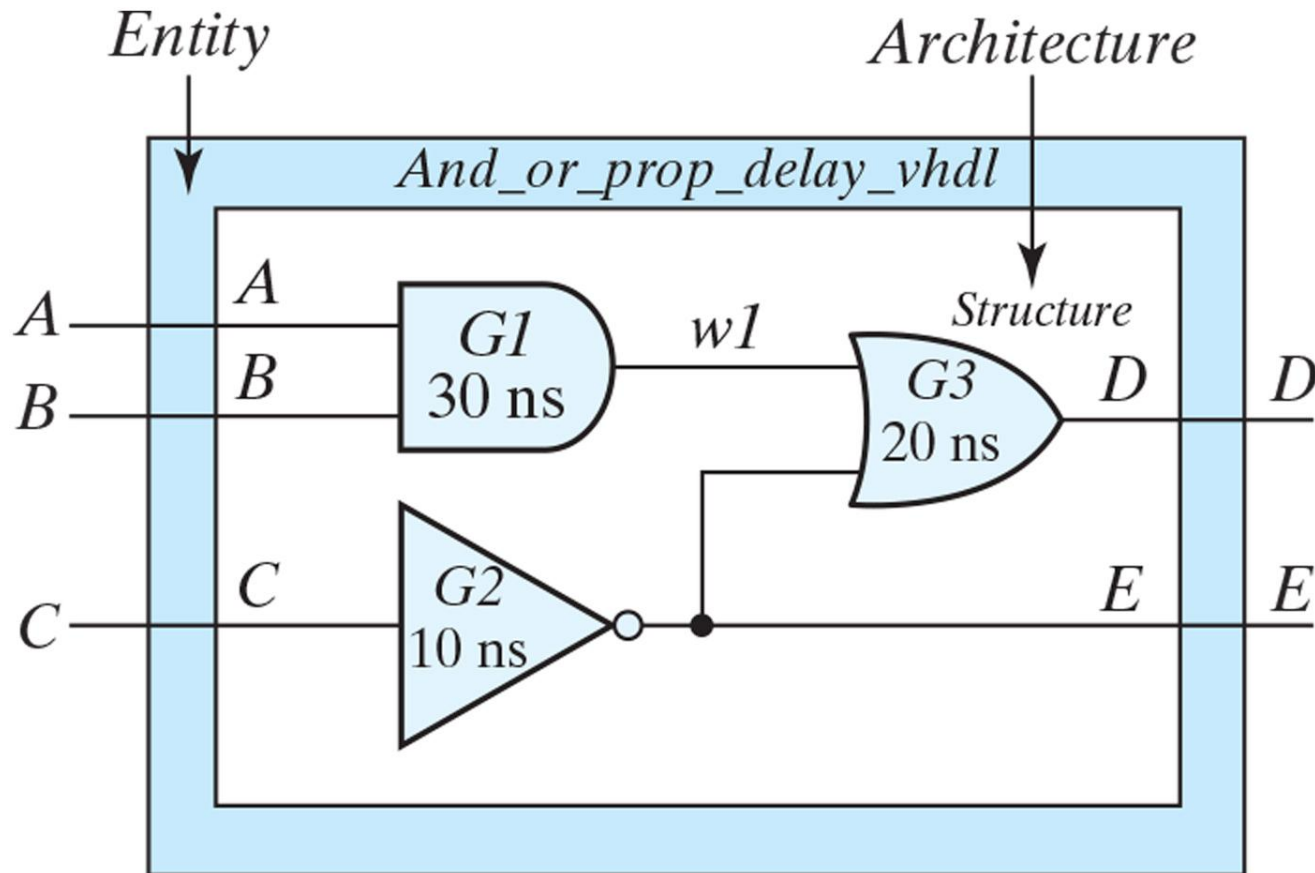 Entity
Architecture
And_or_prop_delay_vhdl
A
A
G1
30 ns
w1
Structure
B
B
G3
20 ns
D
D
C
C
G2
10 ns
E
E